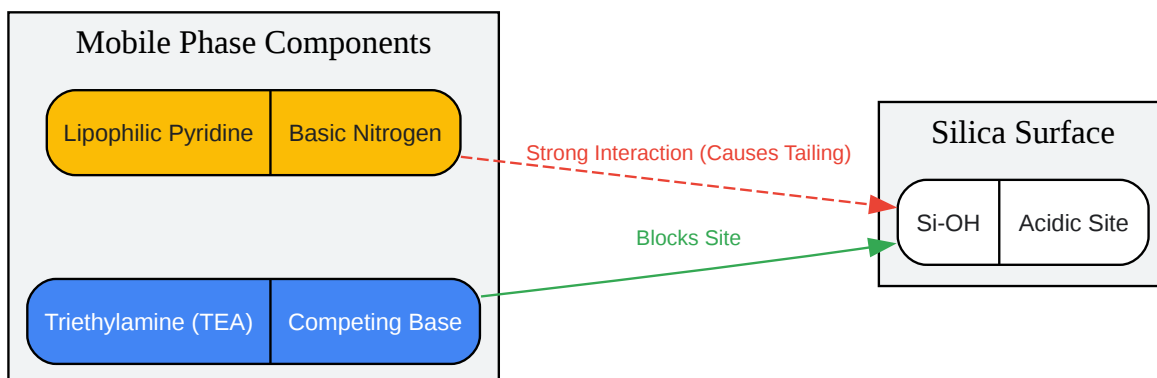 Mobile Phase Components
Lipophilic Pyridine
Basic Nitrogen
Strong Interaction (Causes Tailing)
Silica Surface
Si-OH
Acidic Site
Blocks Site
Triethylamine (TEA)
Competing Base